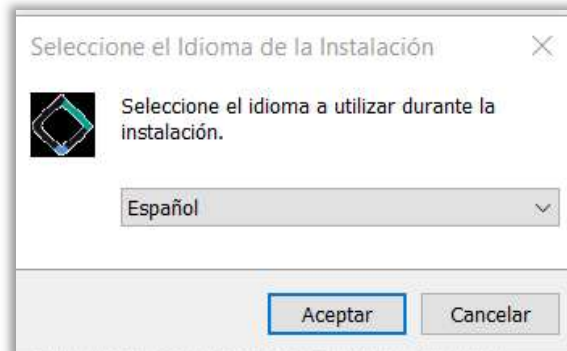 Seleccione el Idioma de la Instalación
Seleccione el idioma a utilizar durante la
instalación.
Español
Aceptar
Cancelar